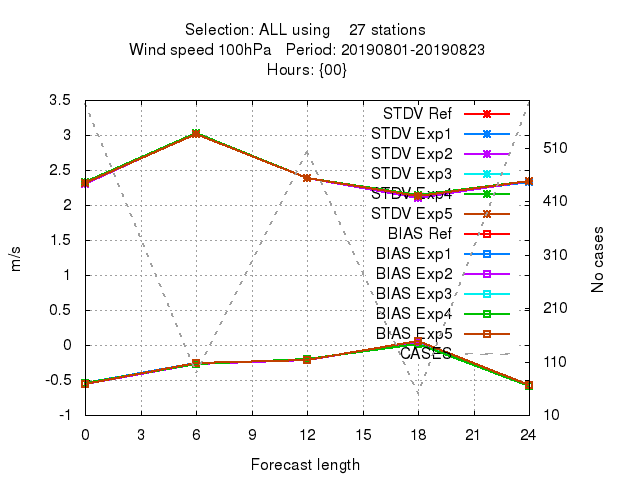 Selection: ALL using 27 stations
Wind speed 100hPa Period: 20190801-20190823
Hours: {00}
3.5
3
2.5
2
1.5
1
0.5
0
-0.5
-1
m/s
STDV Ref
STDV Exp1
STDV Exp2
STDV Exp3
STDV Exp4
STDV Exp5
BIAS Ref
BIAS Exp1
BIAS Exp2
BIAS Exp3
BIAS Exp4
BIAS Exp5
CASES
510
410
310
210
110
10
No cases
0 3 6 9 12 15 18 21 24
Forecast length